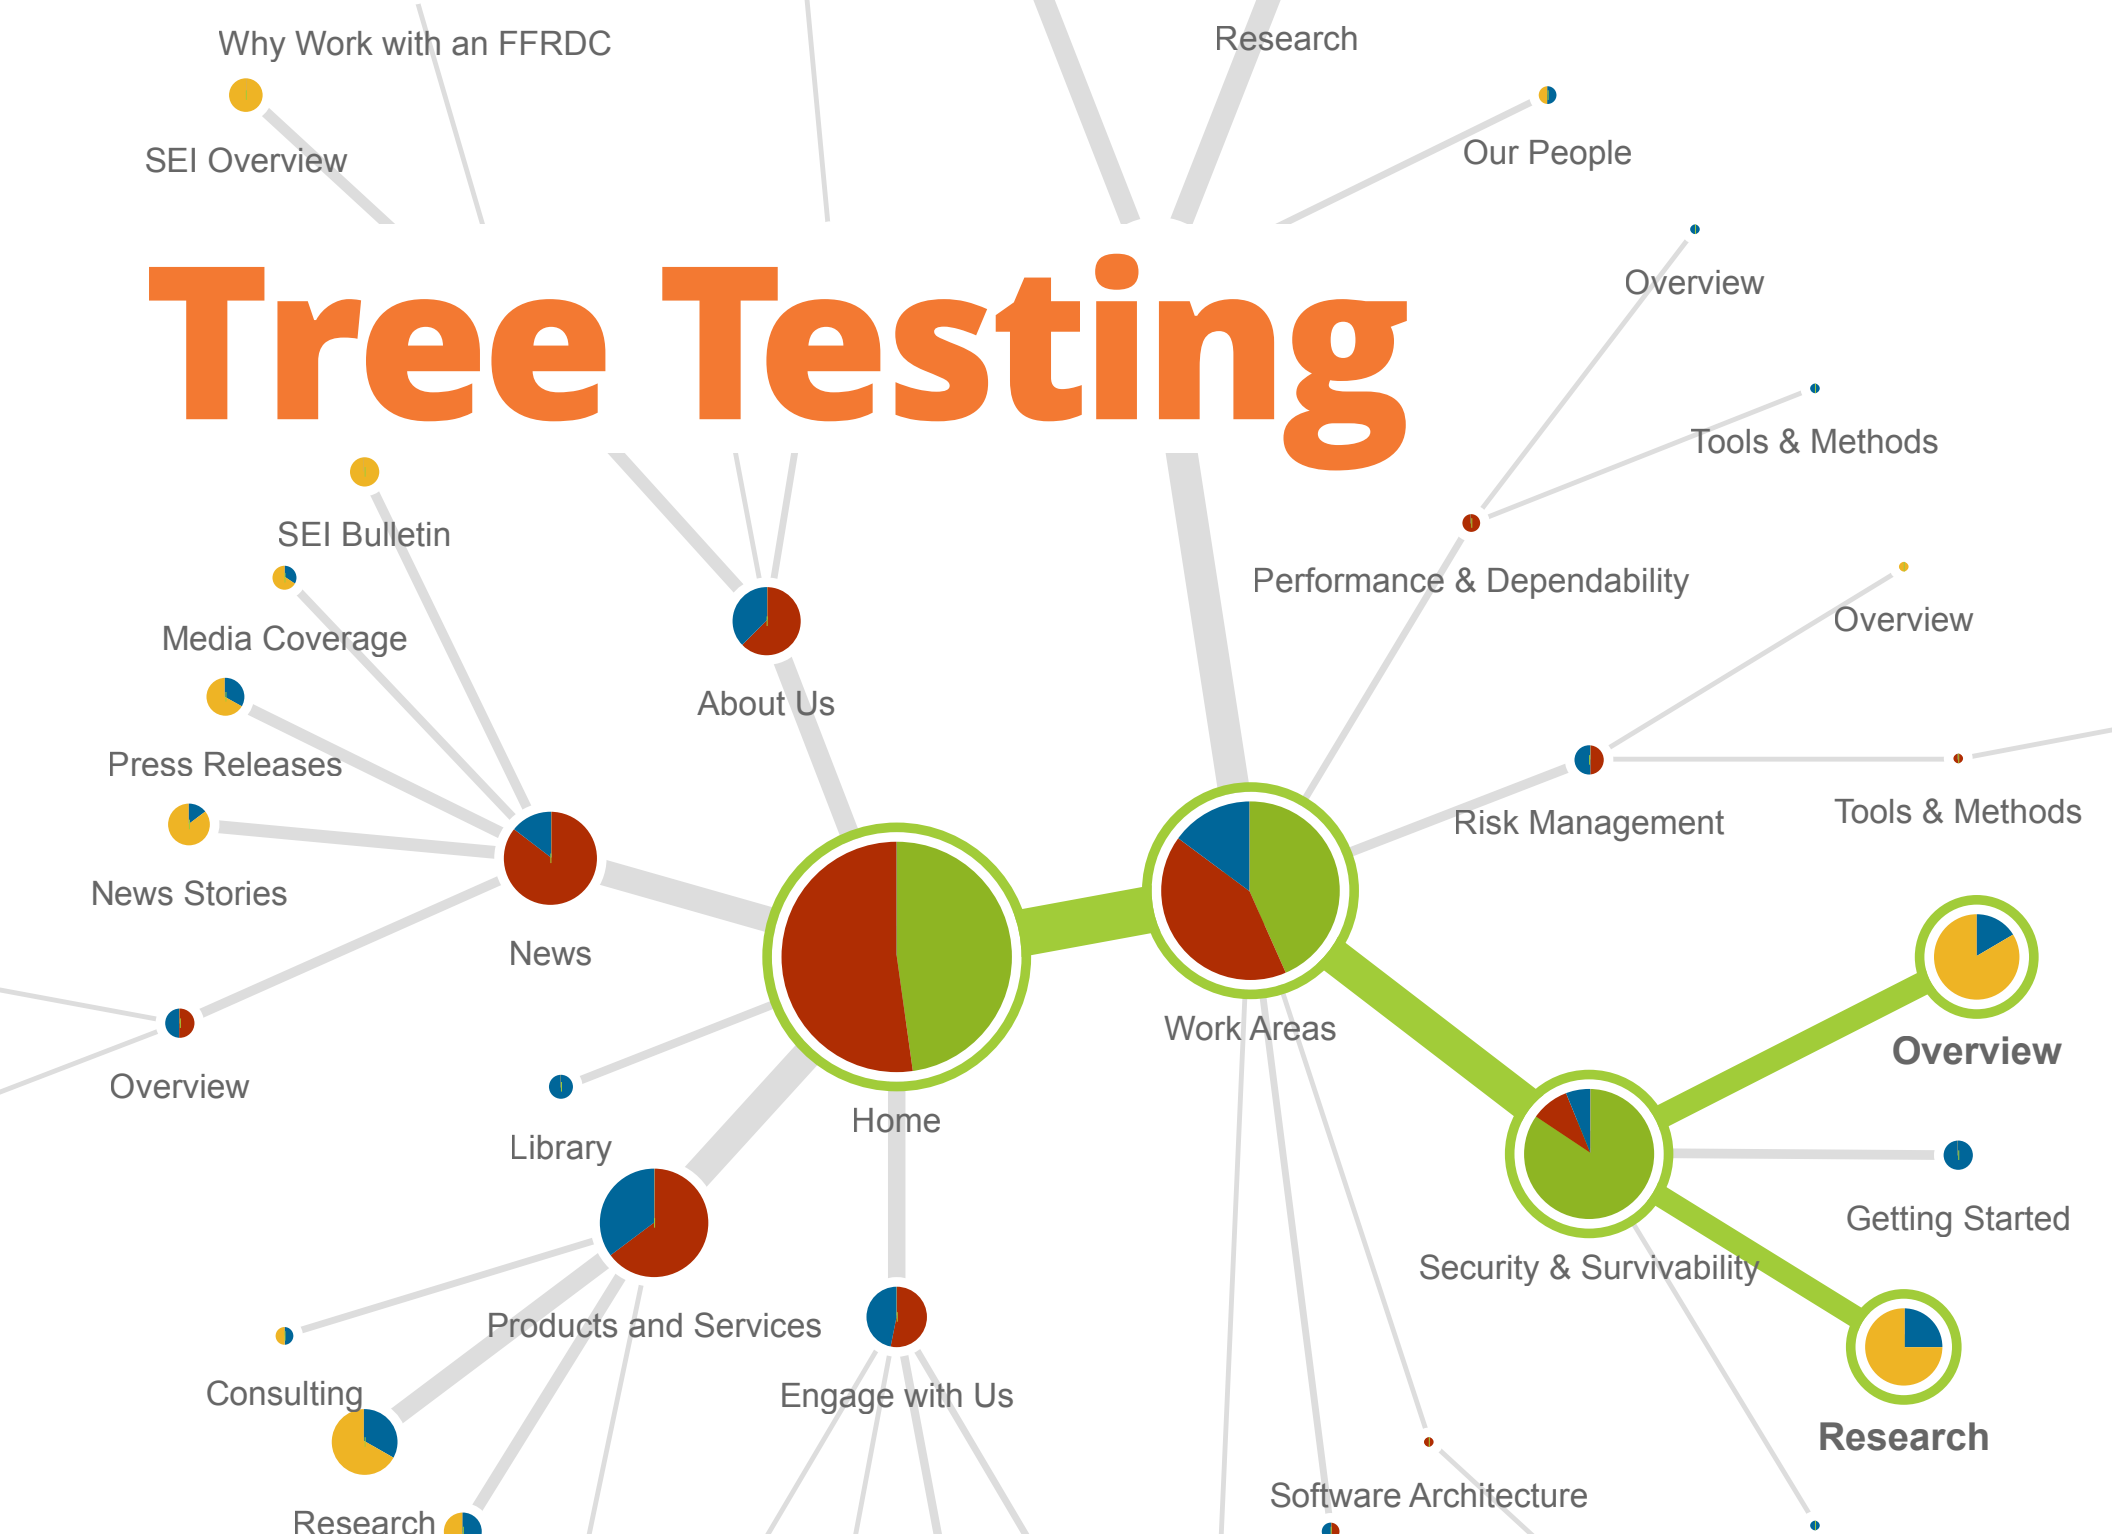 Why Work with an FFRDC
Research
SEI Overview
Our People
Overview
Tree Testing
Tools & Methods
SEI Bulletin
Performance & Dependability
Overview
Media Coverage
About Us
Press Releases
Risk Management
Tools & Methods
News Stories
News
Work Areas
Overview
Overview
Home
Library
Getting Started
Security & Survivability
Products and Services
Consulting
Engage with Us
Research
Software Architecture
Research